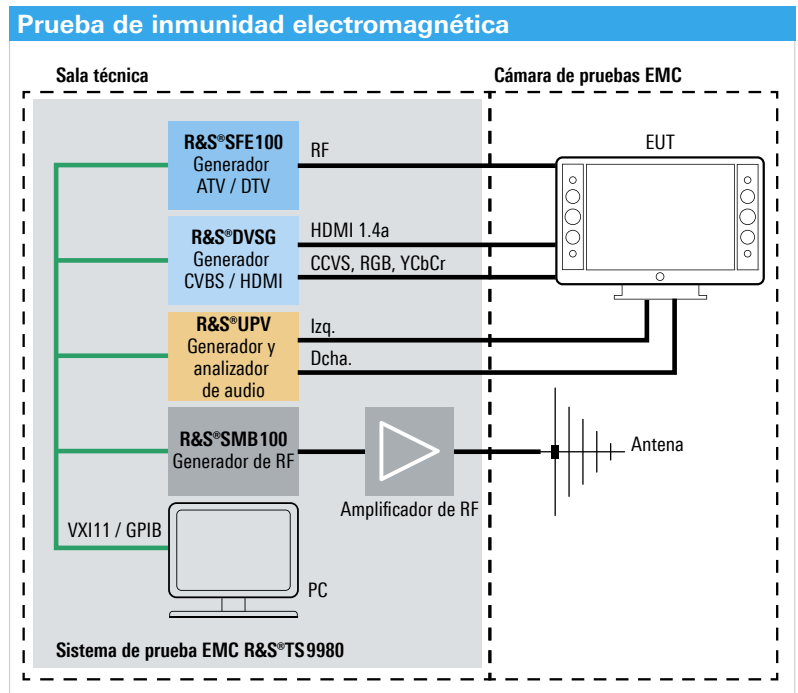 Prueba de inmunidad electromagnética
Sala técnica
Cámara de pruebas EMC
R&S®SFE100
Generador
ATV / DTV
RF
EUT
R&S®DVSG
Generador
CVBS / HDMI
HDMI 1.4a
CCVS, RGB, YCbCr
R&S®UPV
Generador y
analizador
de audio
Izq.
Dcha.
R&S®SMB100
Generador de RF
Amplificador de RF
Antena
VXI11 / GPIB
PC
Sistema de prueba EMC R&S®TS9980